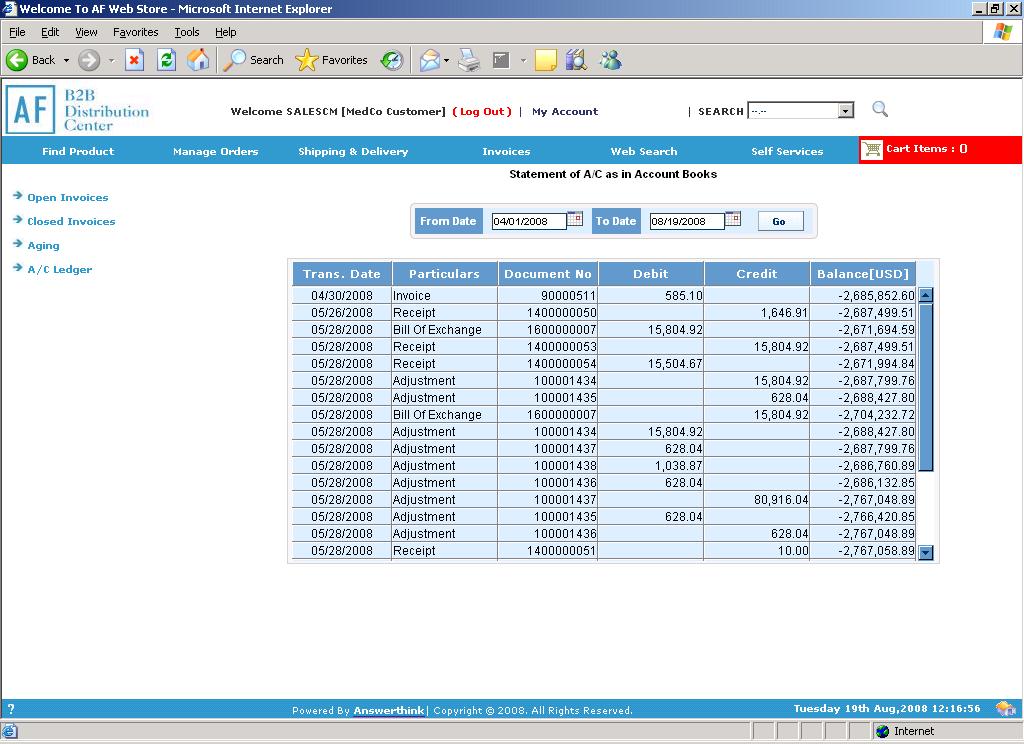 Welcome To AF Web Store - Microsoft Internet Explorer
File Edit View Favorites Tools Help
Back Search Favorites
AF B2B Distribution Center
Welcome SALESCM [MedCo Customer] ( Log Out ) | My Account | SEARCH --.--
Find Product Manage Orders Shipping & Delivery Invoices Web Search Self Services Cart Items : 0
Statement of A/C as in Account Books
Open Invoices
Closed Invoices
Aging
A/C Ledger
From Date 04/01/2008 To Date 08/19/2008 Go
Trans. Date Particulars Document No Debit Credit Balance[USD]
04/30/2008 Invoice 90000511 585.10 -2,685,852.60
05/26/2008 Receipt 1400000050 1,646.91 -2,687,499.51
05/28/2008 Bill Of Exchange 1600000007 15,804.92 -2,671,694.59
05/28/2008 Receipt 1400000053 15,804.92 -2,687,499.51
05/28/2008 Receipt 1400000054 15,504.67 -2,671,994.84
05/28/2008 Adjustment 100001434 15,804.92 -2,687,799.76
05/28/2008 Adjustment 100001435 628.04 -2,688,427.80
05/28/2008 Bill Of Exchange 1600000007 15,804.92 -2,704,232.72
05/28/2008 Adjustment 100001434 15,804.92 -2,688,427.80
05/28/2008 Adjustment 100001437 628.04 -2,687,799.76
05/28/2008 Adjustment 100001438 1,038.87 -2,686,760.89
05/28/2008 Adjustment 100001436 628.04 -2,686,132.85
05/28/2008 Adjustment 100001437 80,916.04 -2,767,048.89
05/28/2008 Adjustment 100001435 628.04 -2,766,420.85
05/28/2008 Adjustment 100001436 628.04 -2,767,048.89
05/28/2008 Receipt 1400000051 10.00 -2,767,058.89
? Powered By Answerthink | Copyright © 2008. All Rights Reserved. Tuesday 19th Aug,2008 12:16:56
Internet